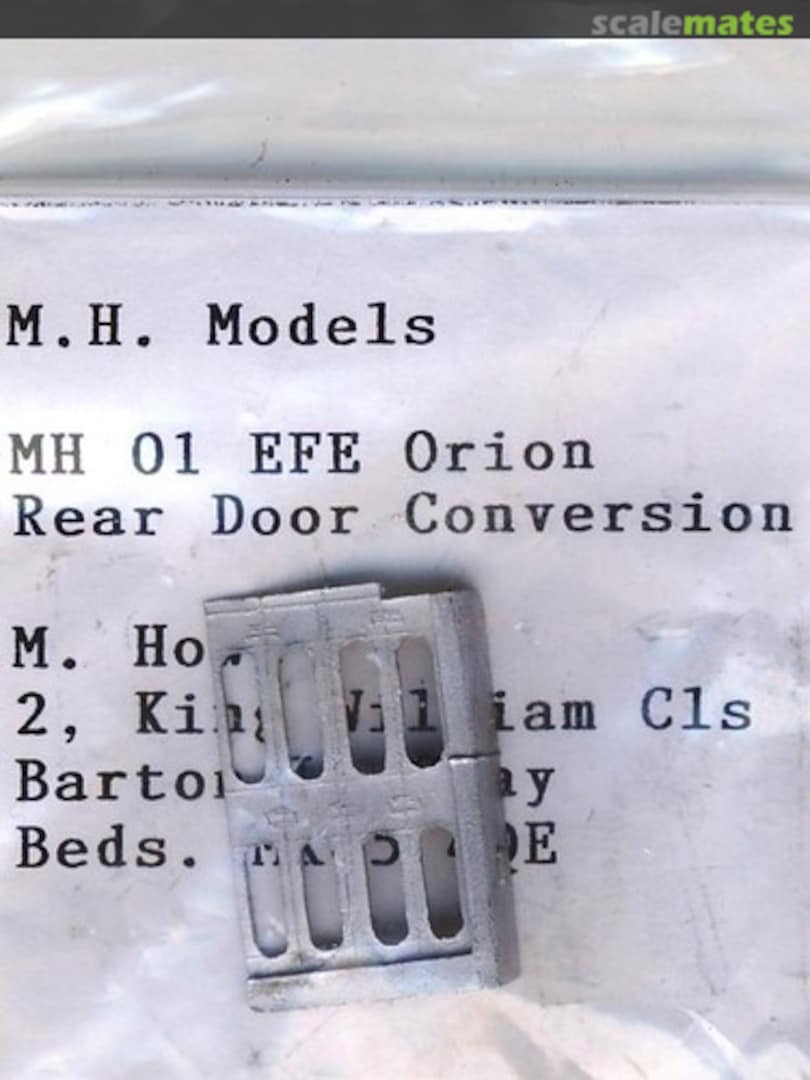 scalemates
M.H. Models
MH 01 EFE Orion
Rear Door Conversion
M.
2, Cls
Beds.